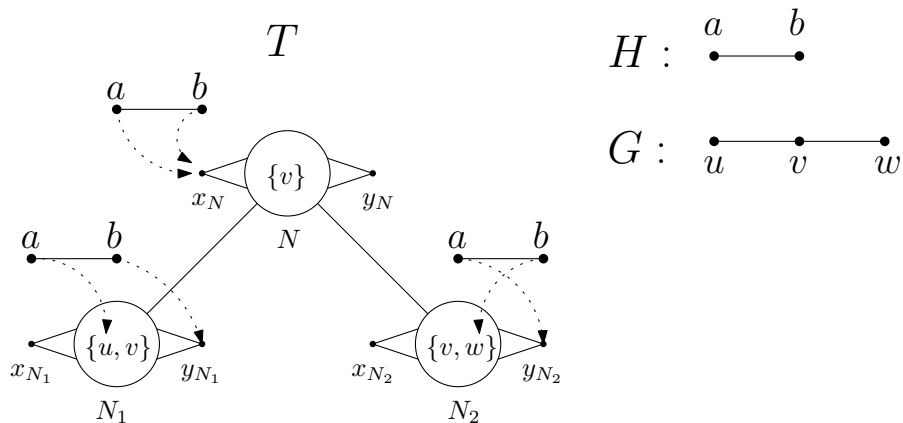 T
a b
H :
a b
{v}
x_N y_N
N
G :
u v w
a b
a b
{u, v}
x_{N_1} y_{N_1}
N_1
{v, w}
x_{N_2} y_{N_2}
N_2